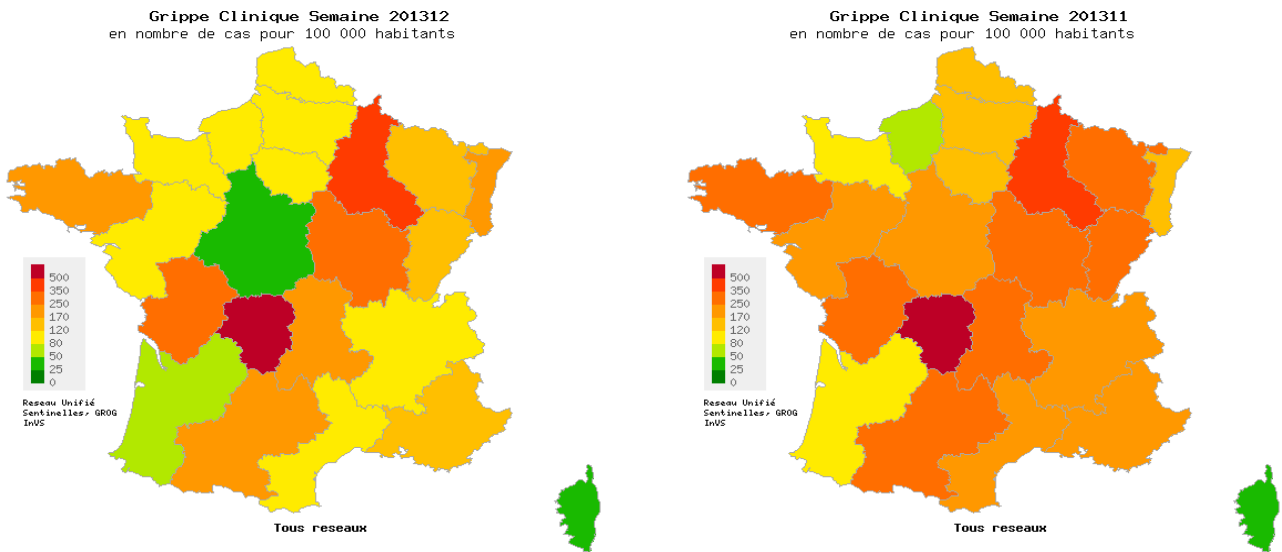 Grippe Clinique Semaine 201312
en nombre de cas pour 100 000 habitants
500
350
250
170
120
80
50
25
0
Reseau Unifié
Sentinelles, GROG
InVS
Tous reseaux
Grippe Clinique Semaine 201311
en nombre de cas pour 100 000 habitants
500
350
250
170
120
80
50
25
0
Reseau Unifié
Sentinelles, GROG
InVS
Tous reseaux